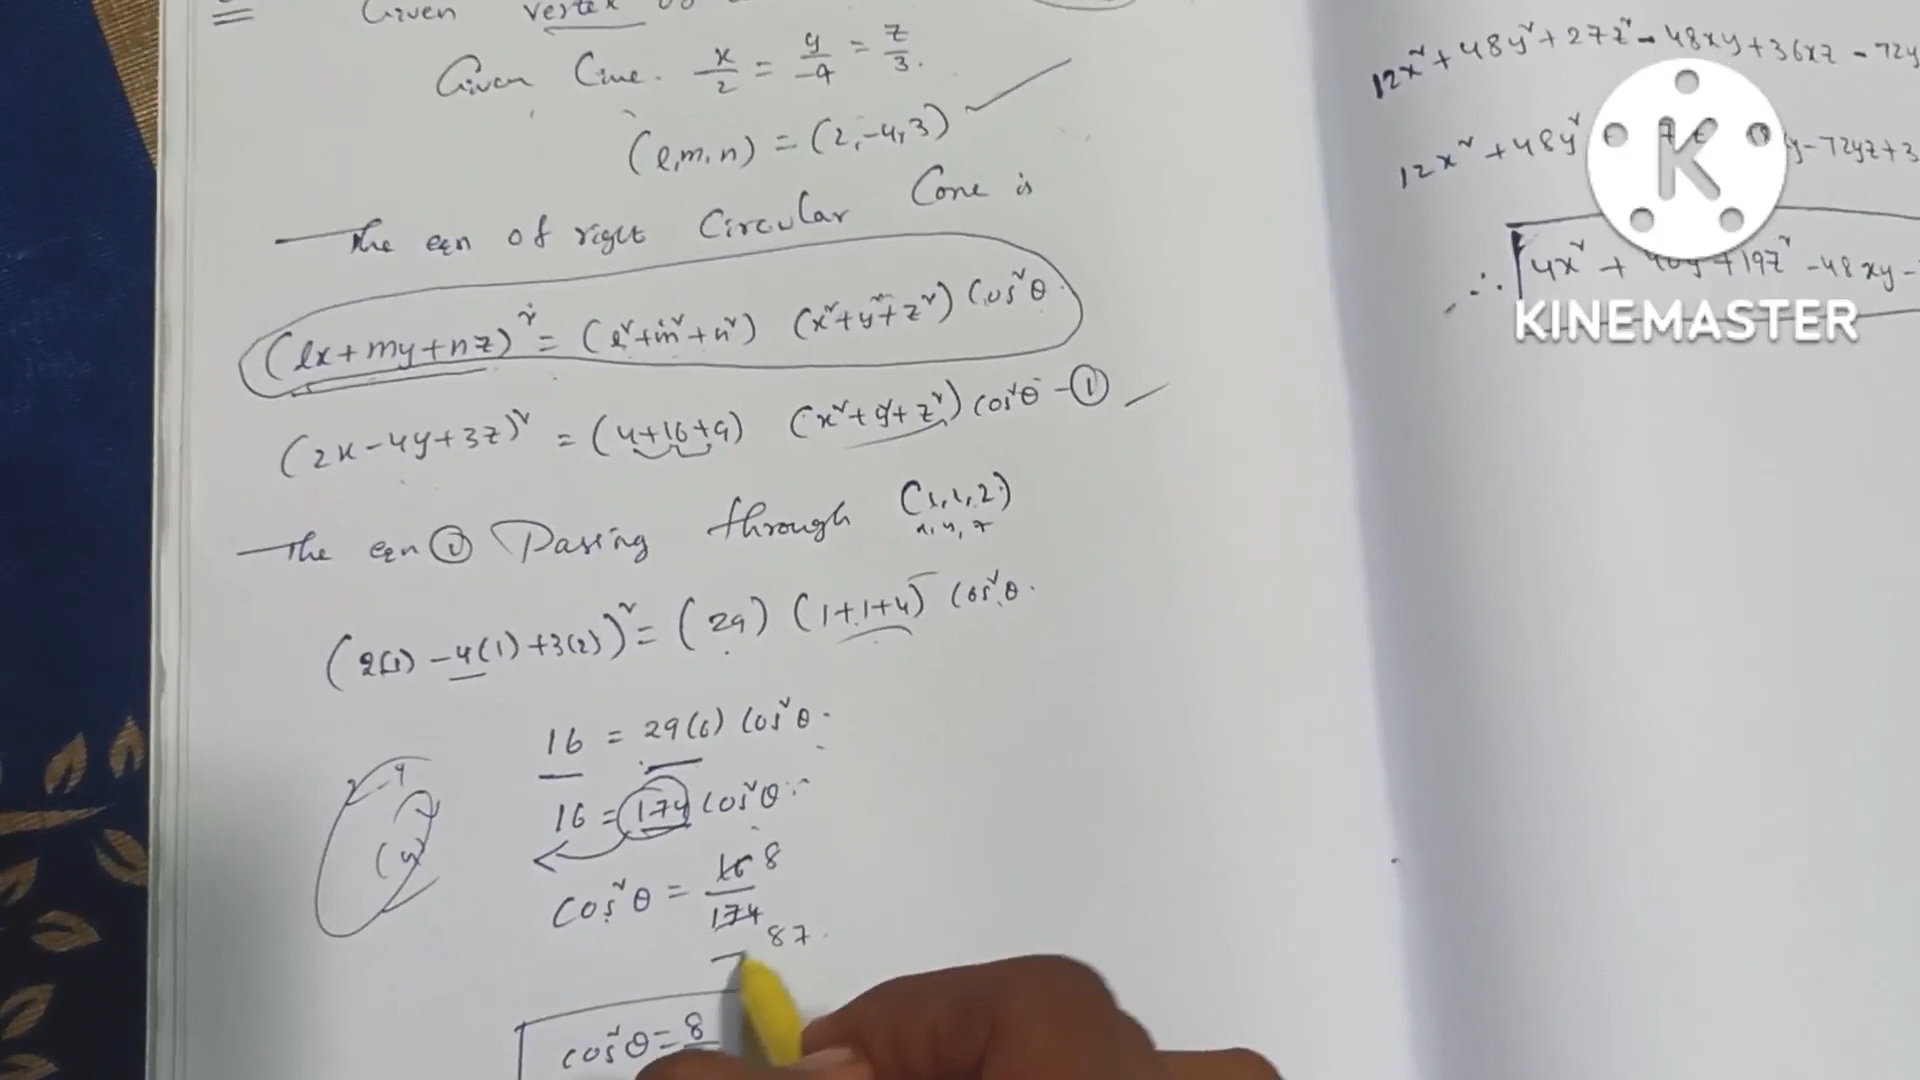 Given vertex
Given line. x/2 = y/-4 = z/3.
(l,m,n) = (2,-4,3)
The eqn of right Circular Cone is
(lx+my+nz)² = (l²+m²+n²) (x²+y²+z²) Cos²θ
(2x-4y+3z)² = (4+16+9) (x²+y²+z²) cos²θ -①
The eqn ① Passing through (1,1,2)
x, y, z
(2(1) -4(1) +3(2))² = (29) (1+1+4) Cos²θ.
16 = 29(6) Cos²θ.
16 = 174 Cos²θ
Cos²θ = 16/174 8
87.
cos²θ = 8
12x²+48y²+27z²-48xy+36xz-72y
12x²+48y²
y-72yz+3
∴ 4x²+
+19z²-48xy-
K
KINEMASTER